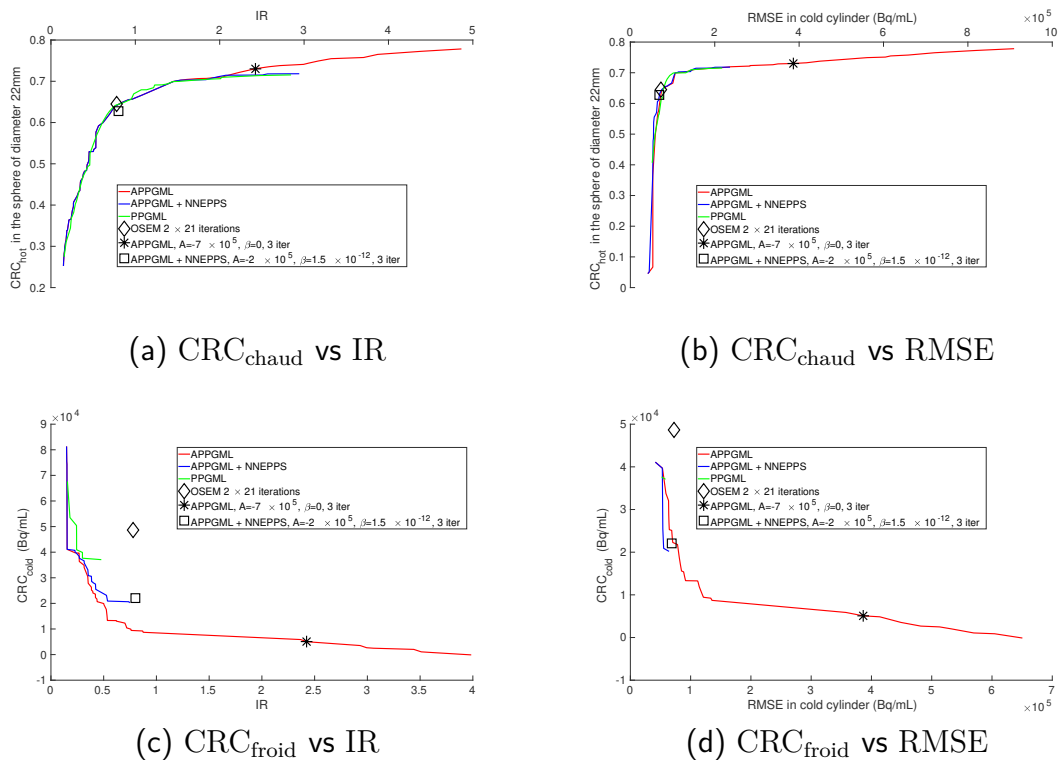 IR
0 1 2 3 4 5
0.8
0.7
0.6
0.5
0.4
0.3
0.2
CRC_hot in the sphere of diameter 22mm
APPGML
APPGML + NNEPPS
PPGML
OSEM 2 × 21 iterations
APPGML, A=-7 × 10^5, β=0, 3 iter
APPGML + NNEPPS, A=-2 × 10^5, β=1.5 × 10^-12, 3 iter
(a) CRC_chaud vs IR
RMSE in cold cylinder (Bq/mL) ×10^5
0 2 4 6 8 10
0.8
0.7
0.6
0.5
0.4
0.3
0.2
0.1
0
CRC_hot in the sphere of diameter 22mm
APPGML
APPGML + NNEPPS
PPGML
OSEM 2 × 21 iterations
APPGML, A=-7 × 10^5, β=0, 3 iter
APPGML + NNEPPS, A=-2 × 10^5, β=1.5 × 10^-12, 3 iter
(b) CRC_chaud vs RMSE
×10^4
9
8
7
6
5
4
3
2
1
0
-1
CRC_cold (Bq/mL)
APPGML
APPGML + NNEPPS
PPGML
OSEM 2 × 21 iterations
APPGML, A=-7 × 10^5, β=0, 3 iter
APPGML + NNEPPS, A=-2 × 10^5, β=1.5 × 10^-12, 3 iter
0 0.5 1 1.5 2 2.5 3 3.5 4
IR
(c) CRC_froid vs IR
×10^4
5
4
3
2
1
0
-1
CRC_cold (Bq/mL)
APPGML
APPGML + NNEPPS
PPGML
OSEM 2 × 21 iterations
APPGML, A=-7 × 10^5, β=0, 3 iter
APPGML + NNEPPS, A=-2 × 10^5, β=1.5 × 10^-12, 3 iter
0 1 2 3 4 5 6 7
RMSE in cold cylinder (Bq/mL) ×10^5
(d) CRC_froid vs RMSE